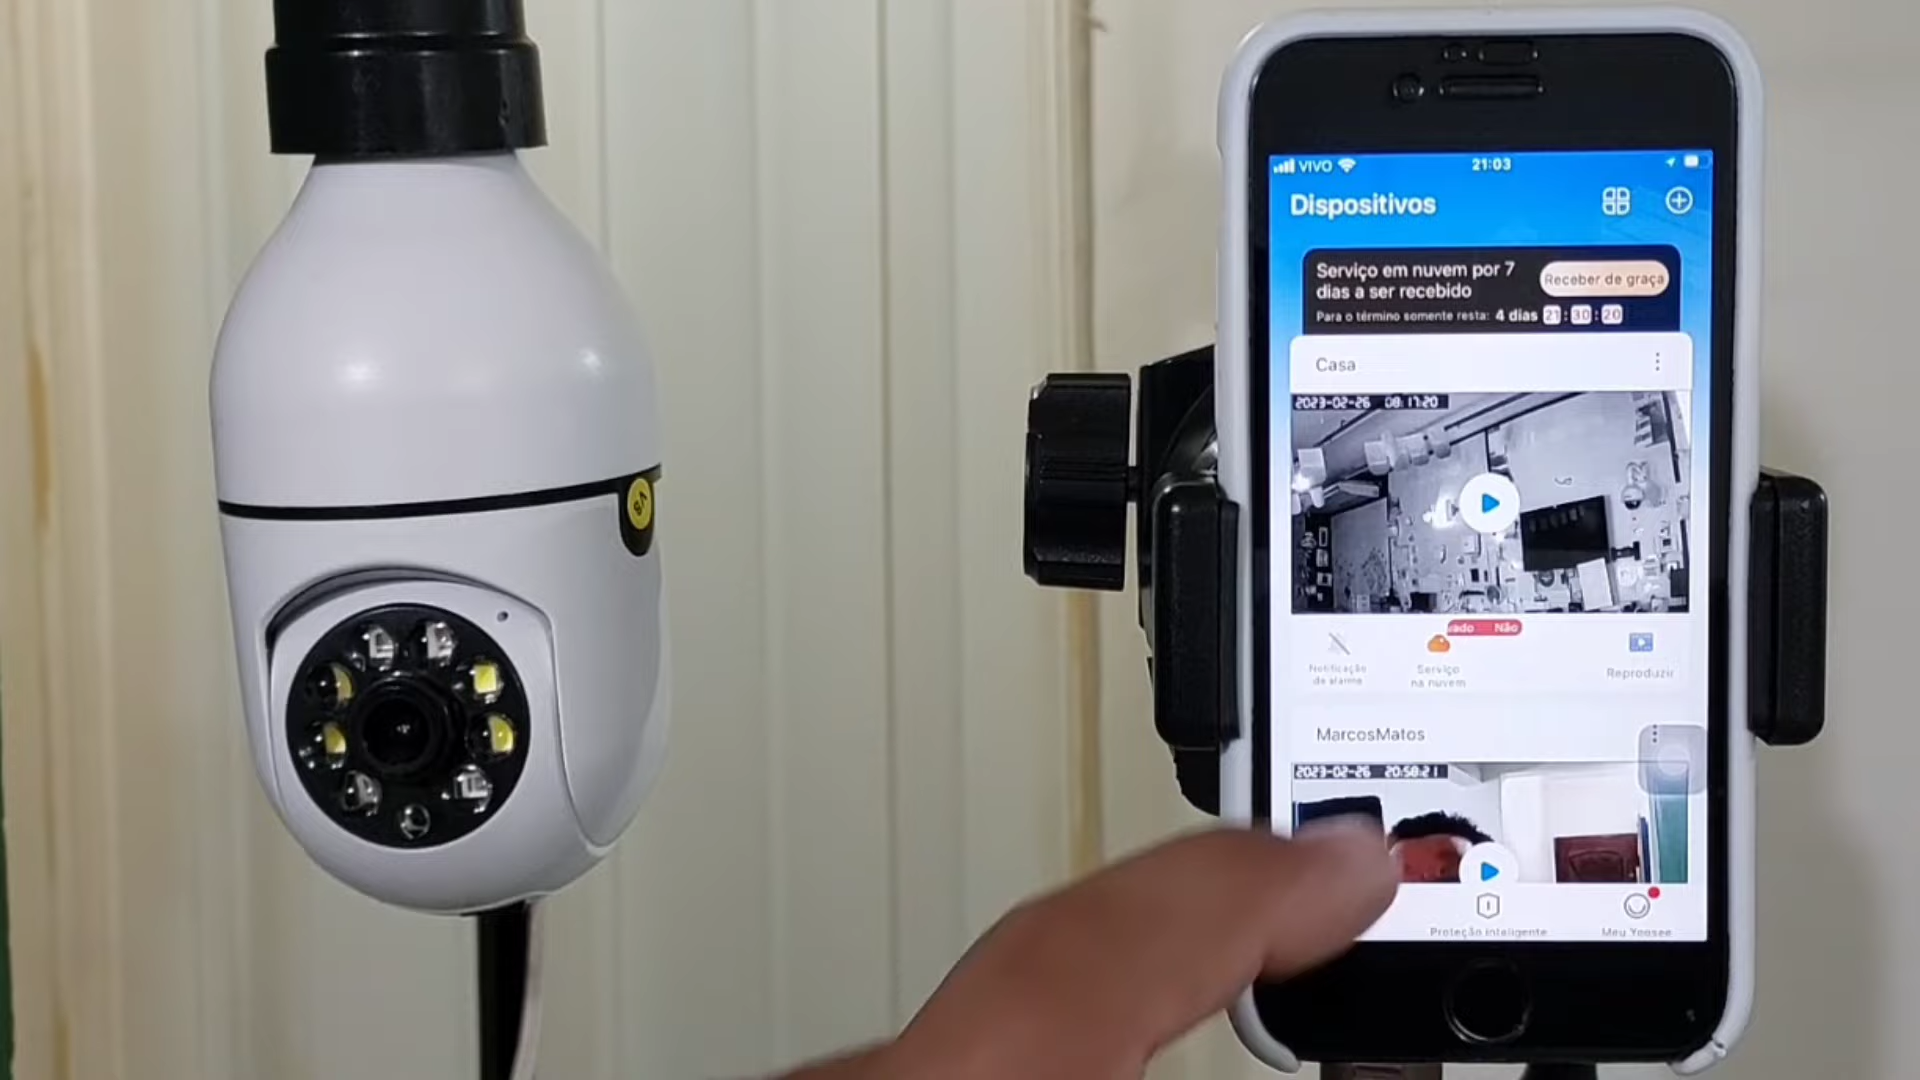 V8
VIVO 21:03
Dispositivos
Serviço em nuvem por 7
dias a ser recebido
Receber de graça
Para o término somente resta: 4 dias 21:30:20
Casa
2023-02-26 08:17:20
vado Não
Notificação
de alarme
Serviço
na nuvem
Reproduzir
MarcosMatos
2023-02-26 20:58:21
Proteção inteligente
Meu Yoosee